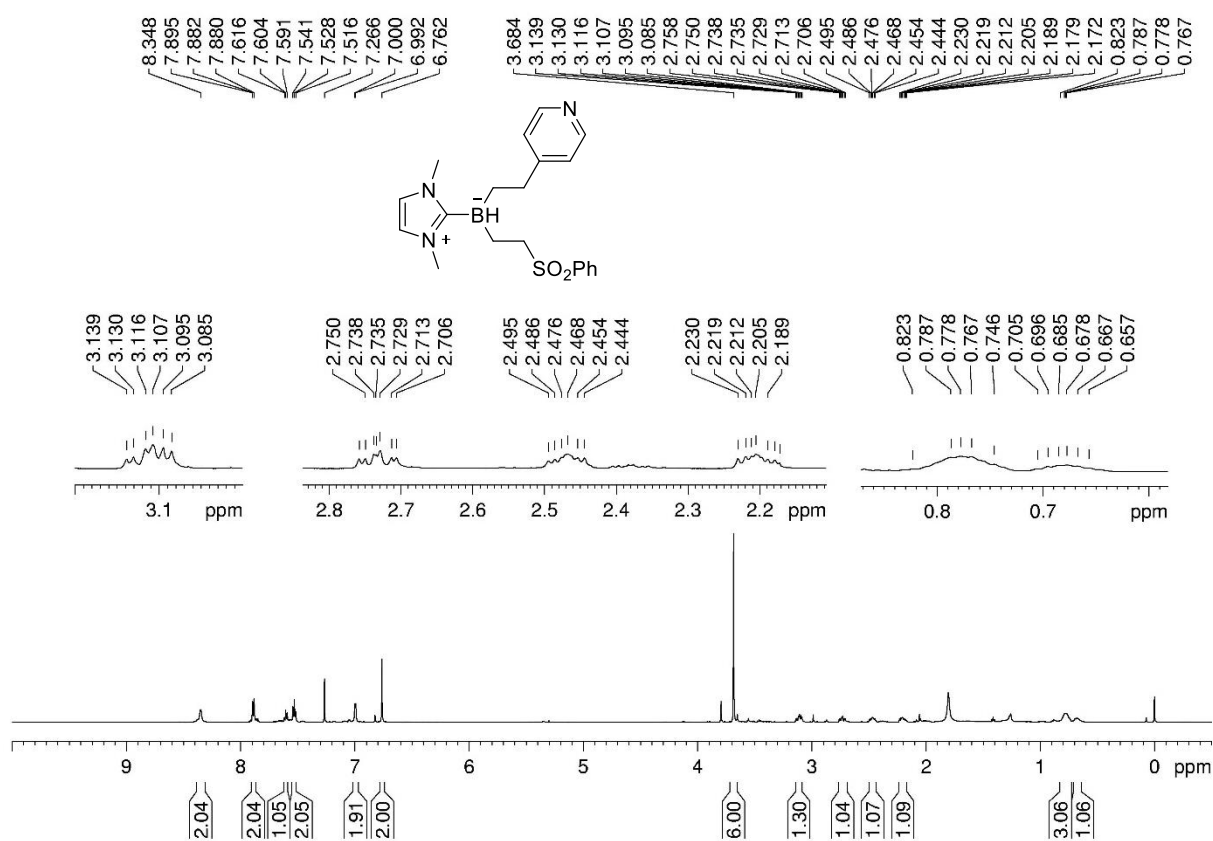 8.348 7.895 7.882 7.880 7.616 7.604 7.591 7.541 7.528 7.516 7.266 7.000 6.992 6.762 3.684 3.139 3.130 3.116 3.107 3.095 3.085 2.758 2.750 2.738 2.735 2.729 2.713 2.706 2.495 2.486 2.476 2.468 2.454 2.444 2.230 2.219 2.212 2.205 2.189 2.179 2.172 0.823 0.787 0.778 0.767
N
N
BH
−
N
+
SO2Ph
3.139 3.130 3.116 3.107 3.095 3.085 2.750 2.738 2.735 2.729 2.713 2.706 2.495 2.486 2.476 2.468 2.454 2.444 2.230 2.219 2.212 2.205 2.189 0.823 0.787 0.778 0.767 0.746 0.705 0.696 0.685 0.678 0.667 0.657
3.1 ppm 2.8 2.7 2.6 2.5 2.4 2.3 2.2 ppm 0.8 0.7 ppm
9 8 7 6 5 4 3 2 1 0 ppm
2.04 2.04 1.05 2.05 1.91 2.00 6.00 1.30 1.04 1.07 1.09 3.06 1.06